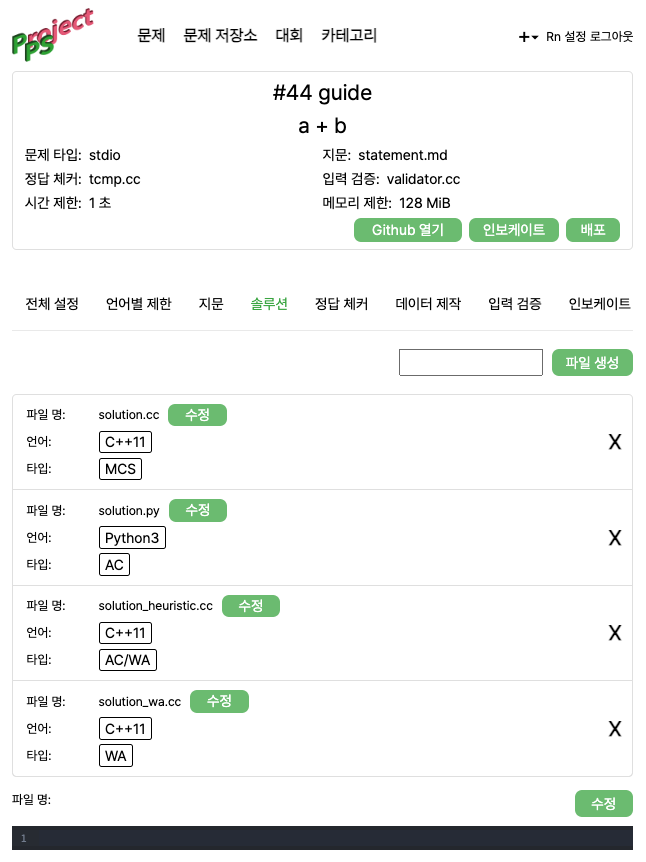 Project
PPS
문제 문제 저장소 대회 카테고리
+ Rn 설정 로그아웃
#44 guide
a + b
문제 타입: stdio
지문: statement.md
정답 체커: tcmp.cc
입력 검증: validator.cc
시간 제한: 1 초
메모리 제한: 128 MiB
Github 열기 인보케이트 배포
전체 설정 언어별 제한 지문 솔루션 정답 체커 데이터 제작 입력 검증 인보케이트
파일 생성
파일 명: solution.cc 수정
언어: C++11
X
타입: MCS
파일 명: solution.py 수정
언어: Python3
X
타입: AC
파일 명: solution_heuristic.cc 수정
언어: C++11
X
타입: AC/WA
파일 명: solution_wa.cc 수정
언어: C++11
X
타입: WA
파일 명:
수정
1